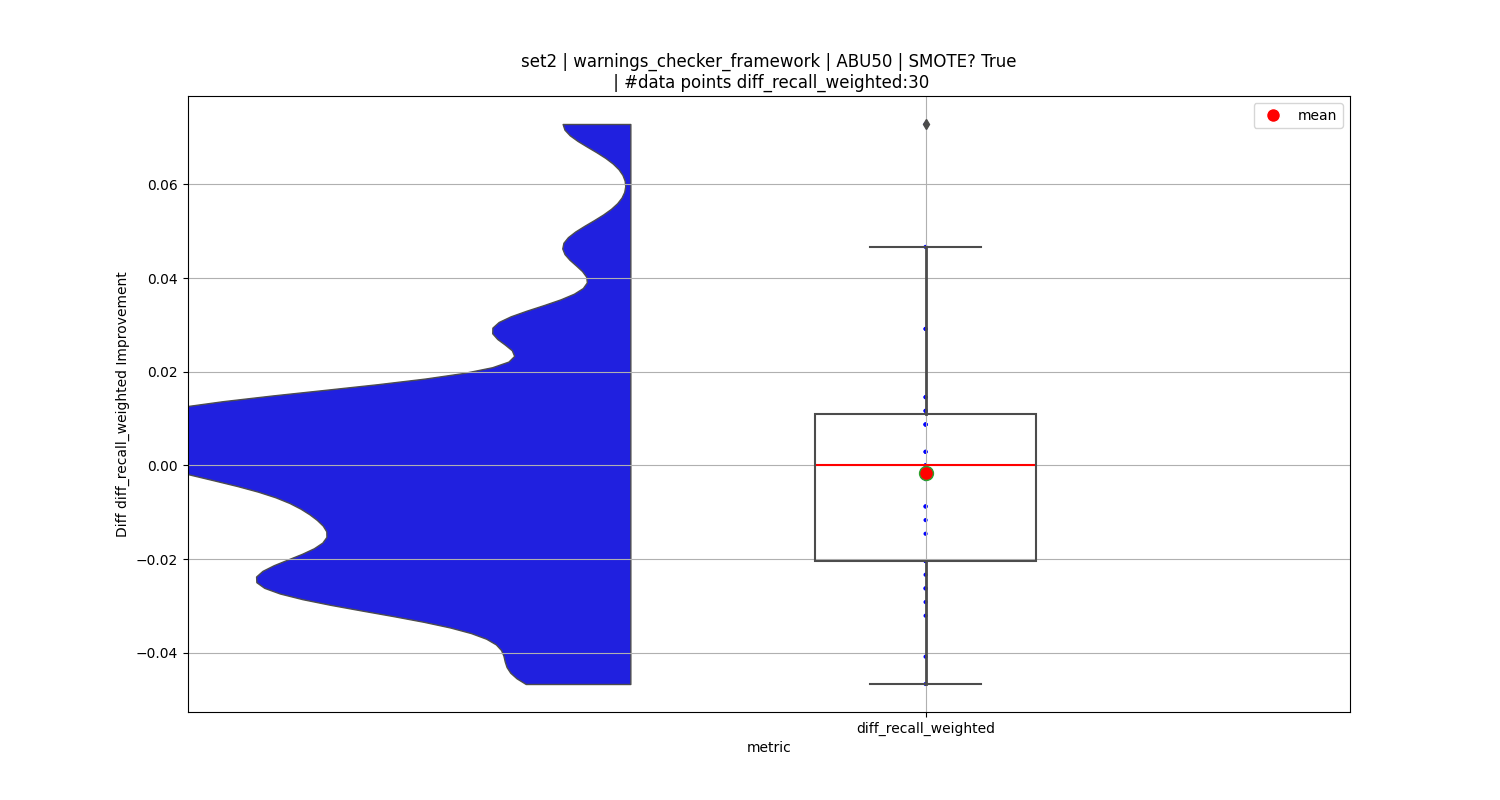 set2 | warnings_checker_framework | ABU50 | SMOTE? True
| #data points diff_recall_weighted:30
mean
0.06
0.04
0.02
0.00
−0.02
−0.04
Diff diff_recall_weighted Improvement
diff_recall_weighted
metric